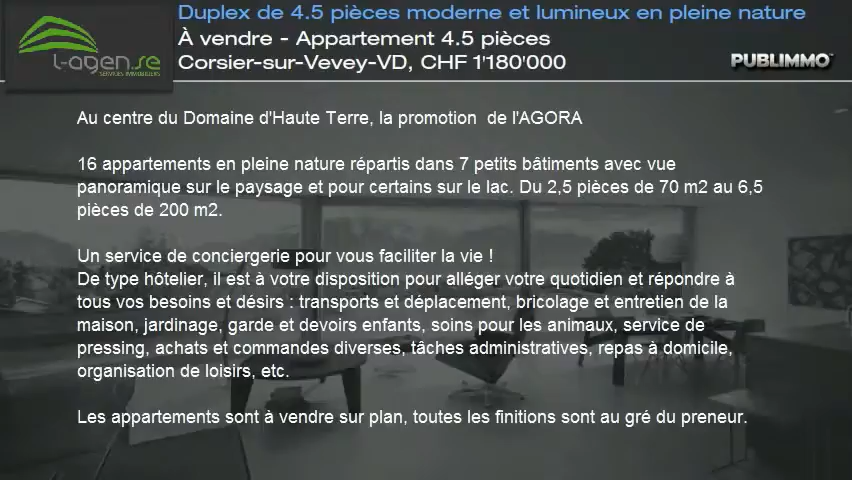 Duplex de 4.5 pièces moderne et lumineux en pleine nature
À vendre - Appartement 4.5 pièces
Corsier-sur-Vevey-VD, CHF 1'180'000
l-agen.se
SERVICES IMMOBILIERS
PUBLIMMO
Au centre du Domaine d'Haute Terre, la promotion  de l'AGORA
16 appartements en pleine nature répartis dans 7 petits bâtiments avec vue
panoramique sur le paysage et pour certains sur le lac. Du 2,5 pièces de 70 m2 au 6,5
pièces de 200 m2.
Un service de conciergerie pour vous faciliter la vie !
De type hôtelier, il est à votre disposition pour alléger votre quotidien et répondre à
tous vos besoins et désirs : transports et déplacement, bricolage et entretien de la
maison, jardinage, garde et devoirs enfants, soins pour les animaux, service de
pressing, achats et commandes diverses, tâches administratives, repas à domicile,
organisation de loisirs, etc.
Les appartements sont à vendre sur plan, toutes les finitions sont au gré du preneur.